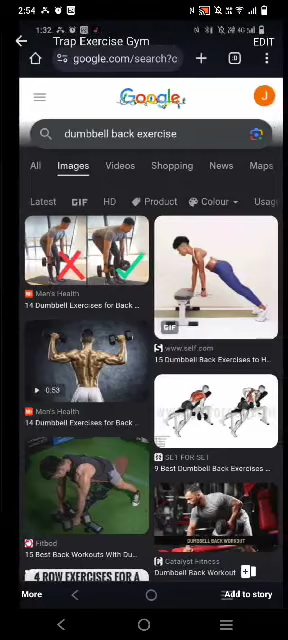 2:54
1:32
Trap Exercise Gym
EDIT
google.com/search?c
Google
J
dumbbell back exercise
All Images Videos Shopping News Maps
Latest GIF HD Product Colour
GIF
Men's Health
14 Dumbbell Exercises for Back ...
www.self.com
15 Dumbbell Back Exercises to H...
0:53
Men's Health
14 Dumbbell Exercises for Back ...
SET FOR SET
9 Best Dumbbell Back Exercises ...
Fitbod
15 Best Back Workouts With Du...
DUMBBELL BACK WORKOUT
Catalyst Fitness
Dumbbell Back Workout
4 ROW EXERCISES FOR A
More
Add to story